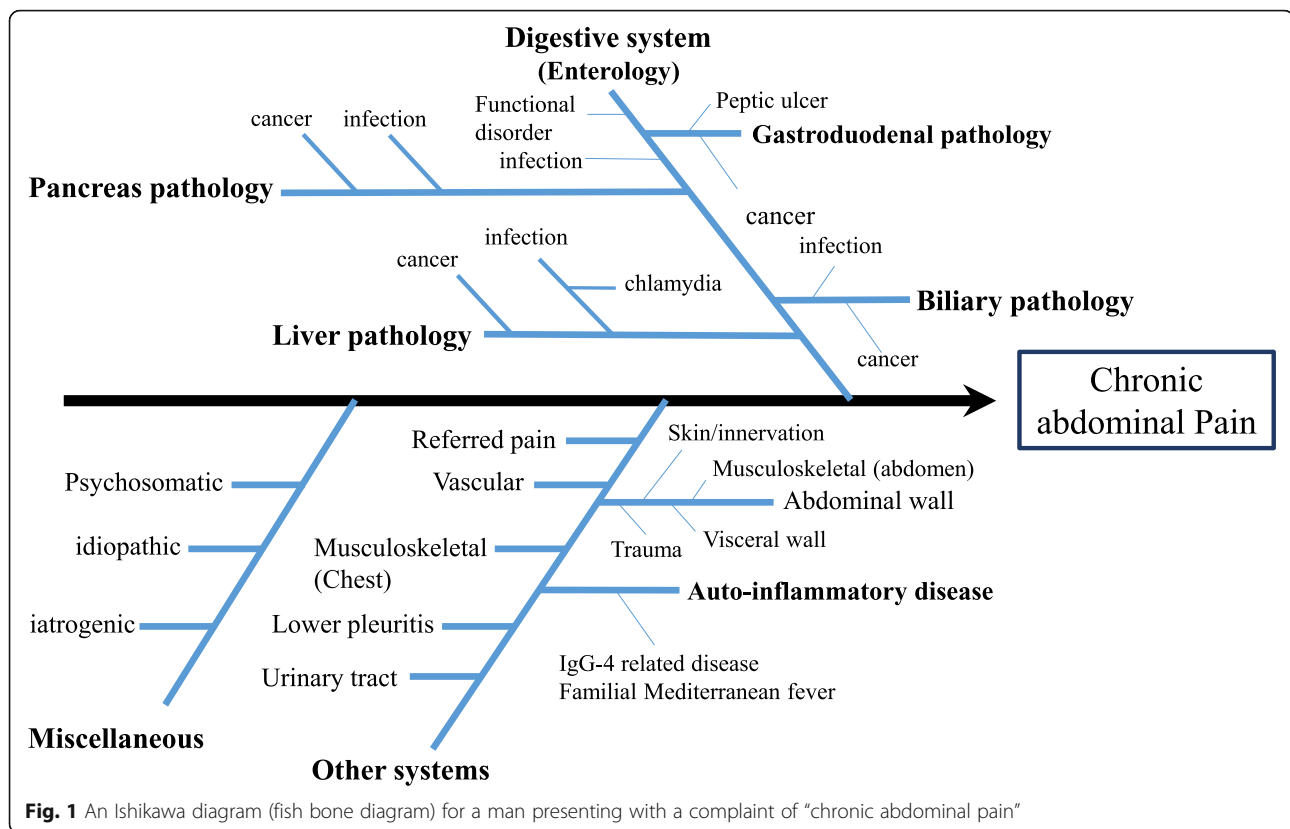 Digestive system
(Enterology)
Functional
disorder
infection
Peptic ulcer
Gastroduodenal pathology
cancer
cancer
infection
Pancreas pathology
infection
cancer
chlamydia
Liver pathology
infection
Biliary pathology
cancer
Chronic
abdominal Pain
Referred pain
Vascular
Musculoskeletal
(Chest)
Lower pleuritis
Urinary tract
Skin/innervation
Musculoskeletal (abdomen)
Abdominal wall
Trauma
Visceral wall
Auto-inflammatory disease
IgG-4 related disease
Familial Mediterranean fever
Other systems
Psychosomatic
idiopathic
iatrogenic
Miscellaneous
Fig. 1 An Ishikawa diagram (fish bone diagram) for a man presenting with a complaint of “chronic abdominal pain”